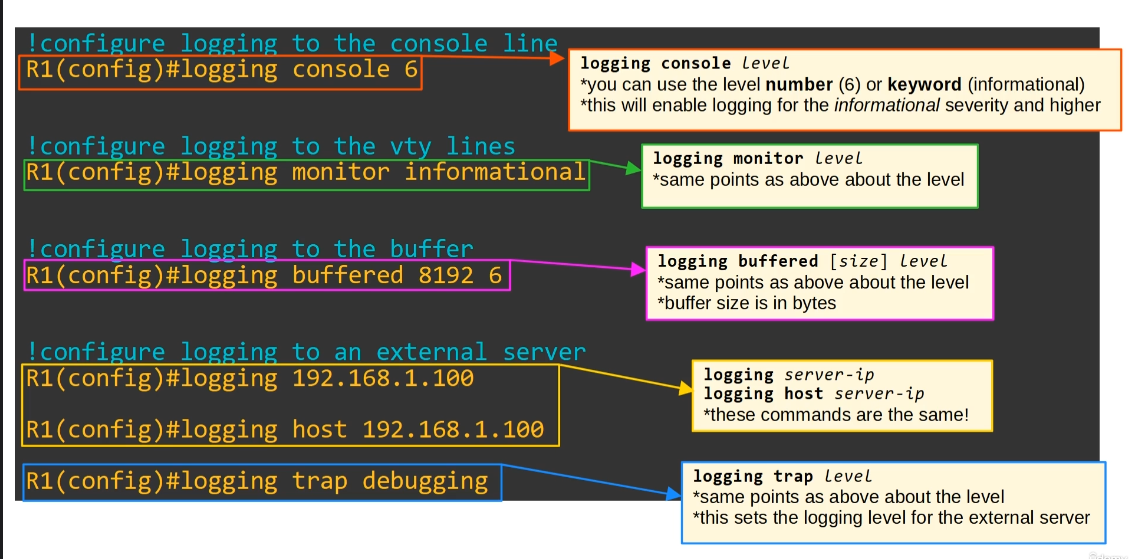 !configure logging to the console line
R1(config)#logging console 6
logging console level
*you can use the level number (6) or keyword (informational)
*this will enable logging for the informational severity and higher
!configure logging to the vty lines
R1(config)#logging monitor informational
logging monitor level
*same points as above about the level
!configure logging to the buffer
R1(config)#logging buffered 8192 6
logging buffered [size] level
*same points as above about the level
*buffer size is in bytes
!configure logging to an external server
R1(config)#logging 192.168.1.100
R1(config)#logging host 192.168.1.100
logging server-ip
logging host server-ip
*these commands are the same!
R1(config)#logging trap debugging
logging trap level
*same points as above about the level
*this sets the logging level for the external server